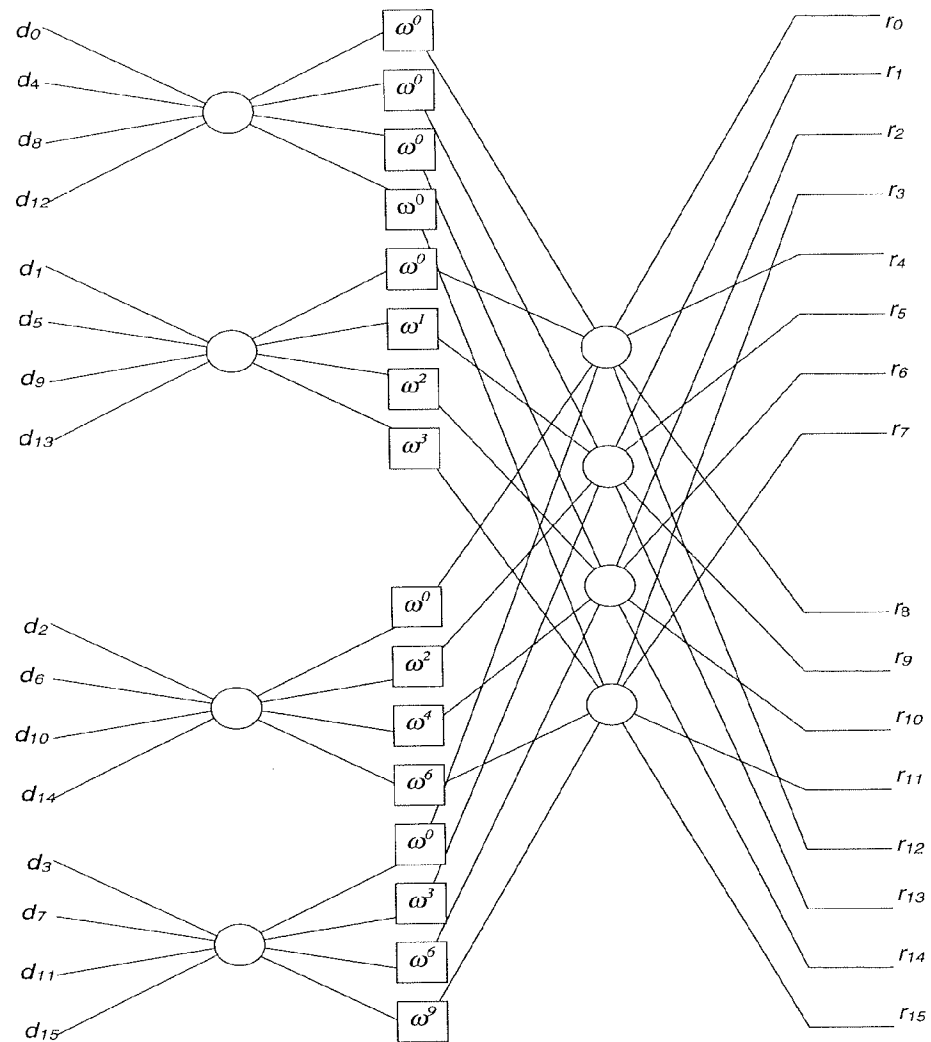 d₀ ω⁰ r₀
d₄ ω⁰ r₁
d₈ ω⁰ r₂
d₁₂ ω⁰ r₃
d₁ ω⁰ r₄
d₅ ω¹ r₅
d₉ ω² r₆
d₁₃ ω³ r₇
d₂ ω⁰ r₈
d₆ ω² r₉
d₁₀ ω⁴ r₁₀
d₁₄ ω⁶ r₁₁
d₃ ω⁰ r₁₂
d₇ ω³ r₁₃
d₁₁ ω⁶ r₁₄
d₁₅ ω⁹ r₁₅